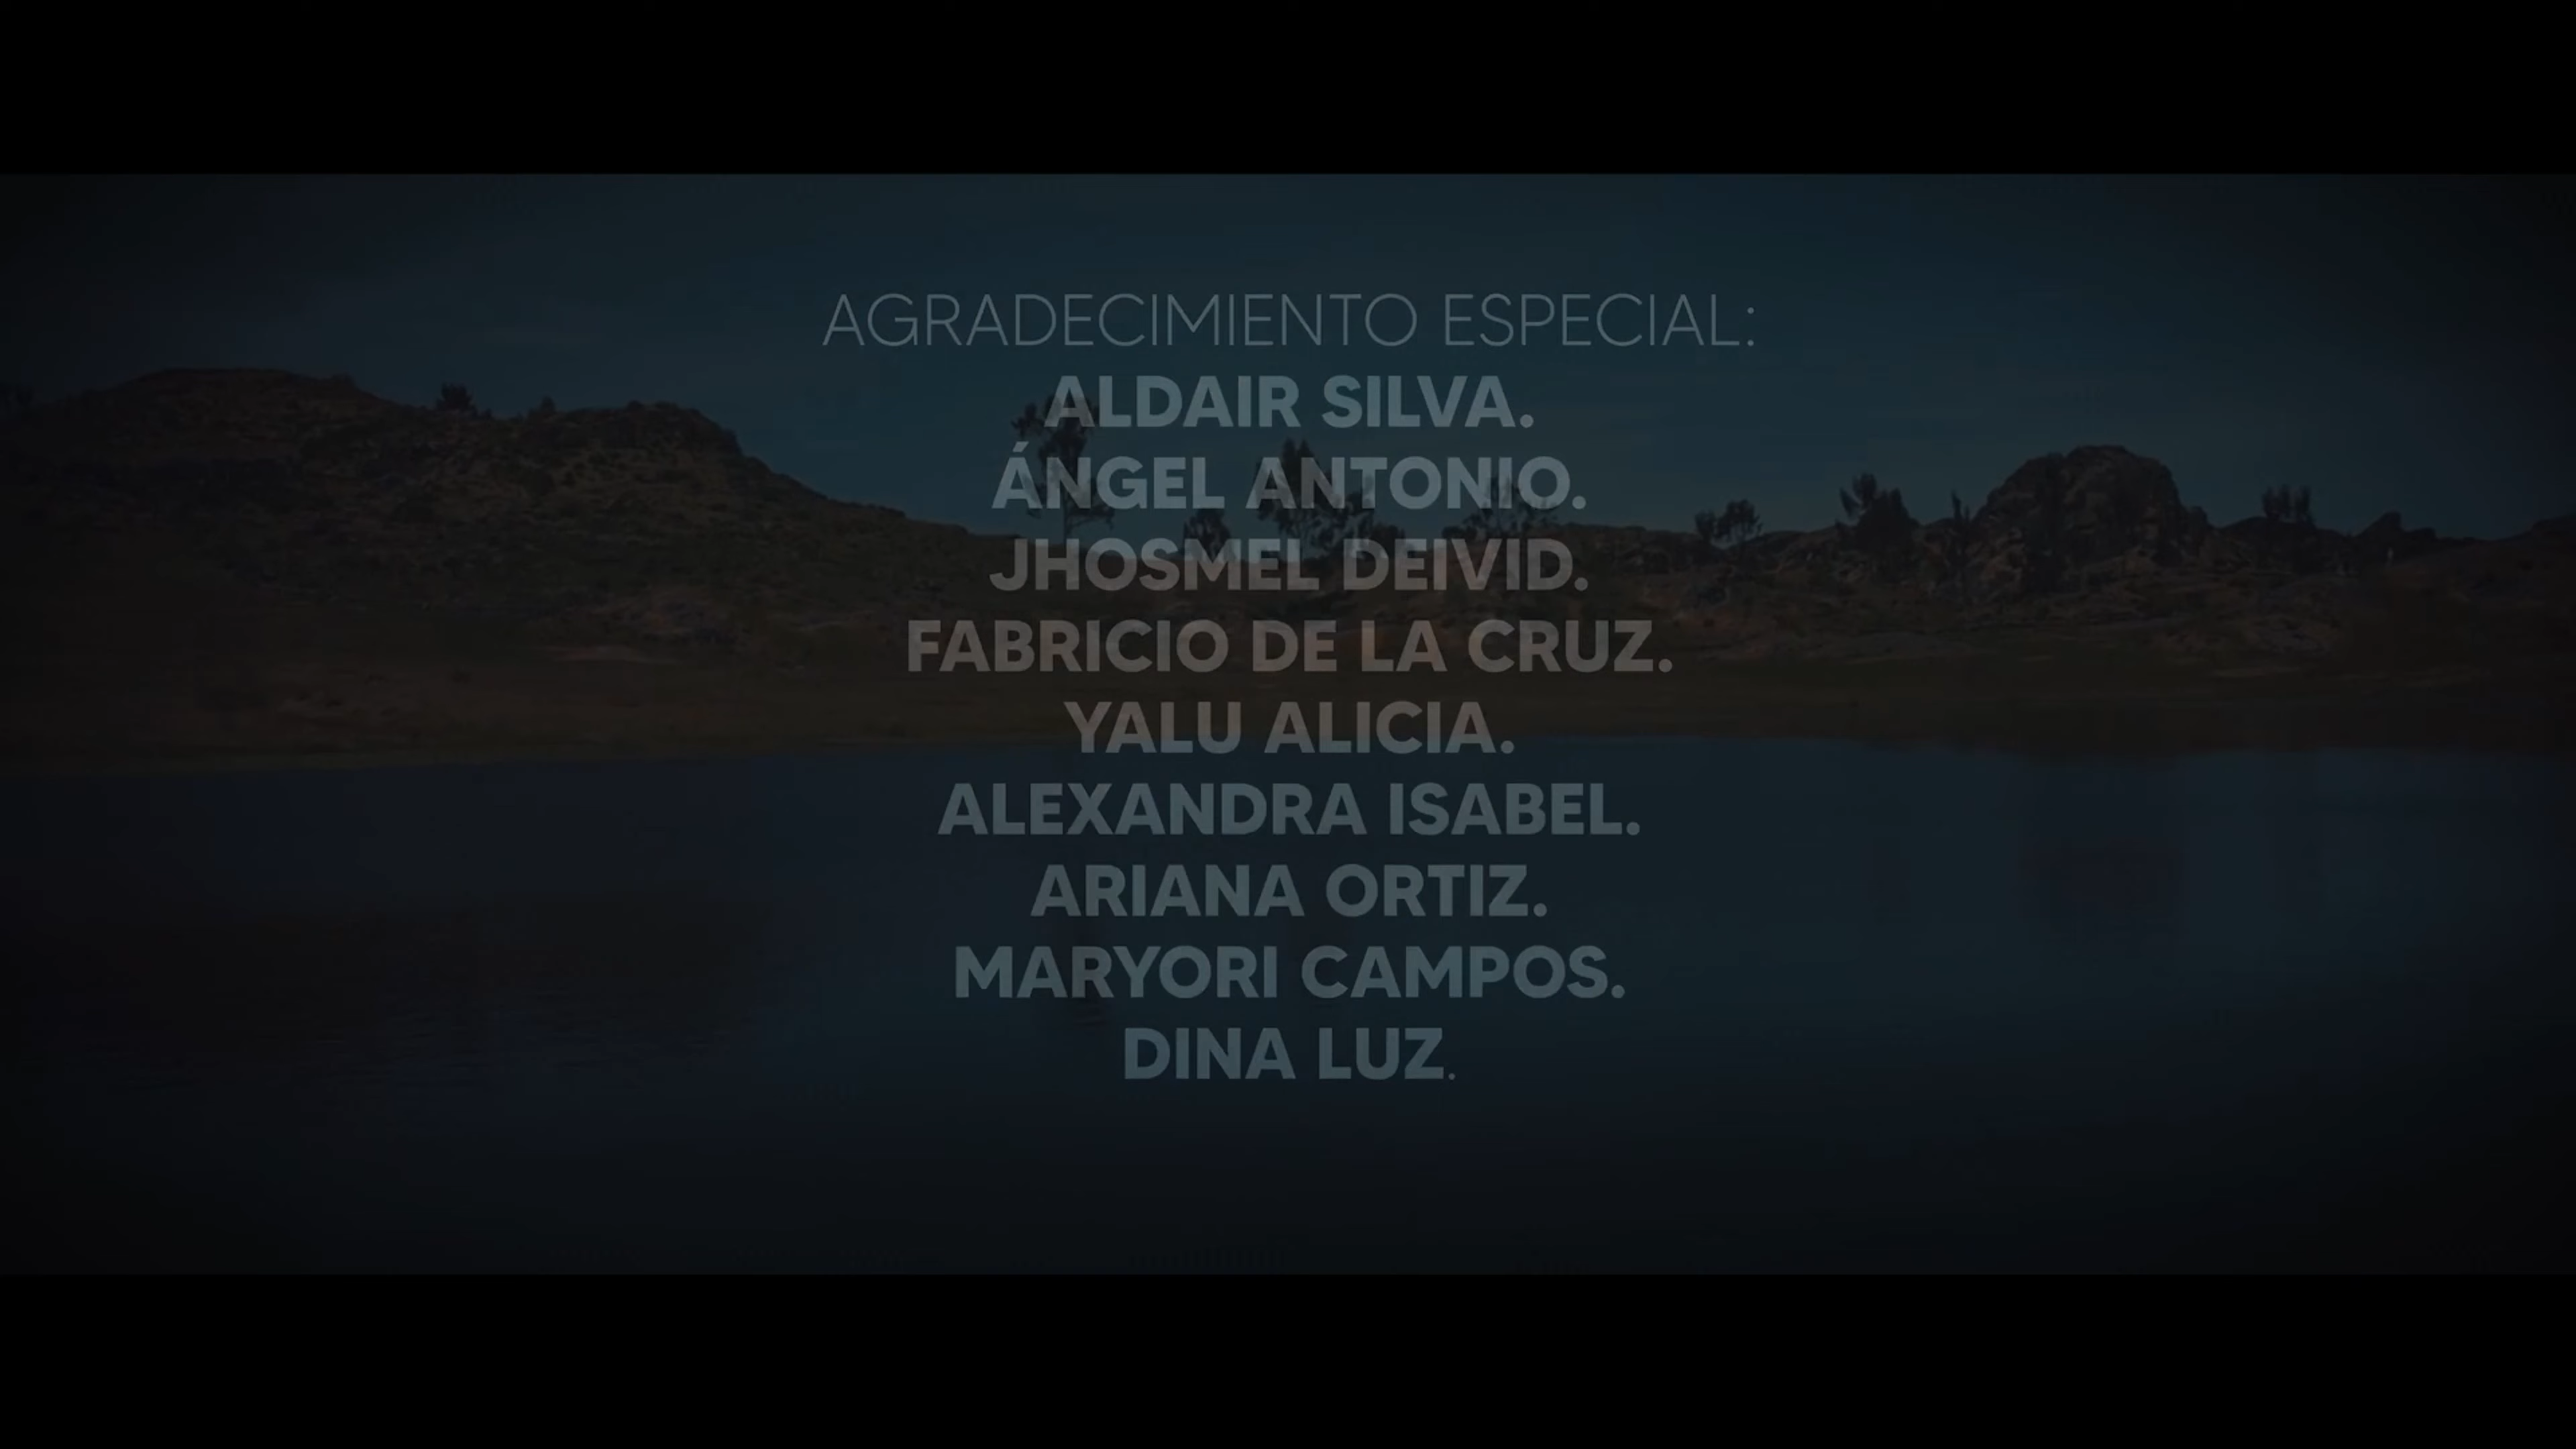 AGRADECIMIENTO ESPECIAL:
ALDAIR SILVA.
ÁNGEL ANTONIO.
JHOSMEL DEIVID.
FABRICIO DE LA CRUZ.
YALU ALICIA.
ALEXANDRA ISABEL.
ARIANA ORTIZ.
MARYORI CAMPOS.
DINA LUZ.